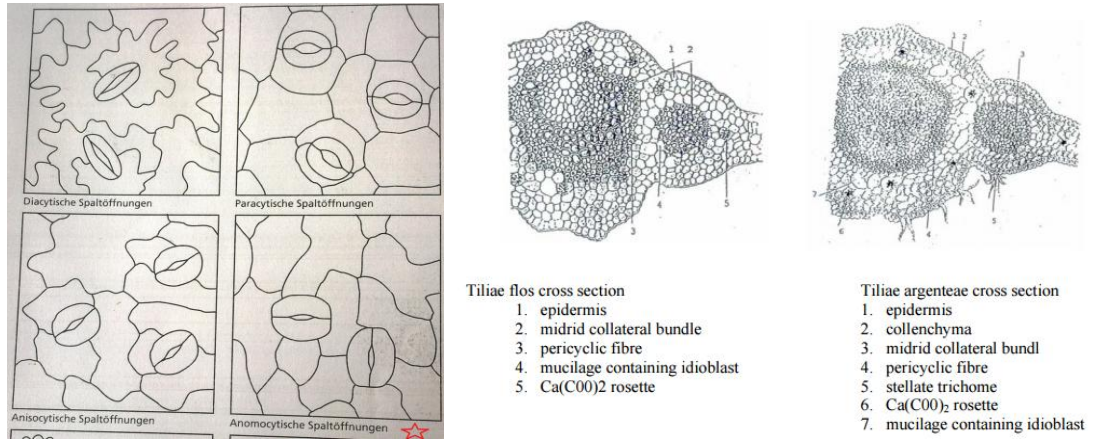 Diacytische Spaltöffnungen
Paracytische Spaltöffnungen
Anisocytische Spaltöffnungen
Anomocytische Spaltöffnungen
1 2
3 4 5
Tiliae flos cross section
1. epidermis
2. midrid collateral bundle
3. pericyclic fibre
4. mucilage containing idioblast
5. Ca(C00)2 rosette
1 2 3
7 6 4 5
Tiliae argenteae cross section
1. epidermis
2. collenchyma
3. midrid collateral bundl
4. pericyclic fibre
5. stellate trichome
6. Ca(C00)₂ rosette
7. mucilage containing idioblast